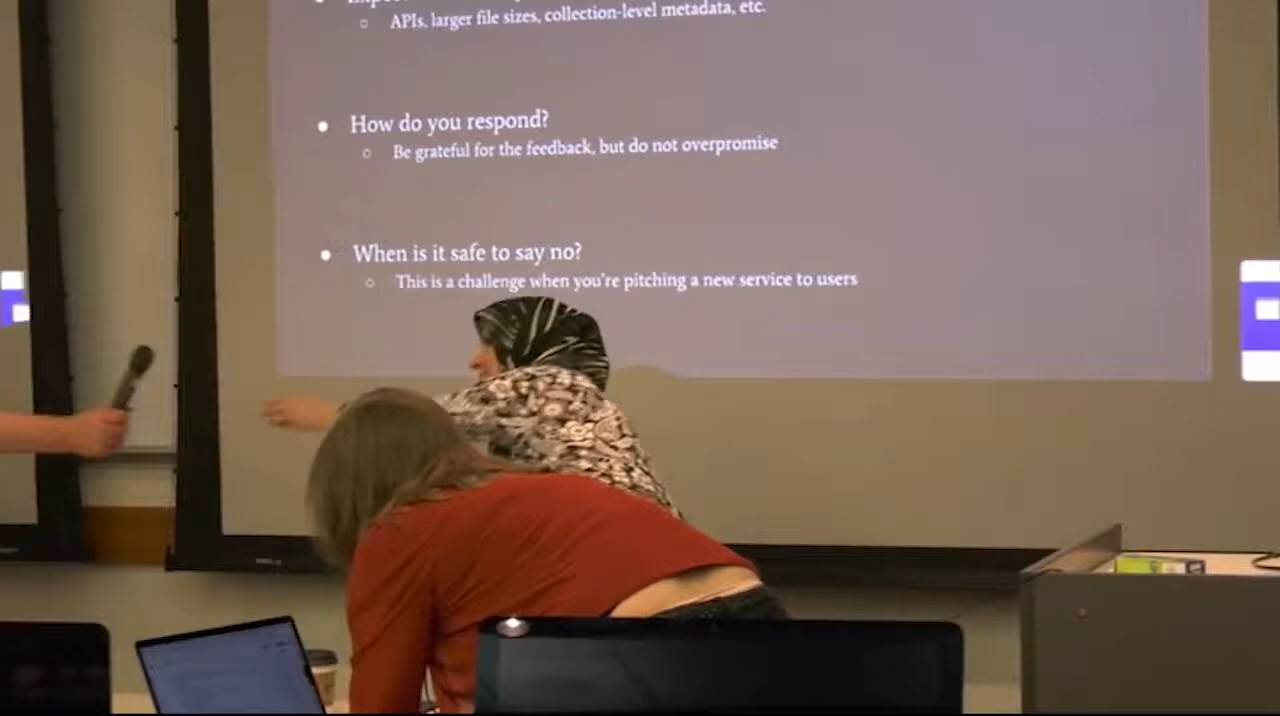 APIs, larger file sizes, collection-level metadata, etc.
How do you respond?
Be grateful for the feedback, but do not overpromise
When is it safe to say no?
This is a challenge when you're pitching a new service to users